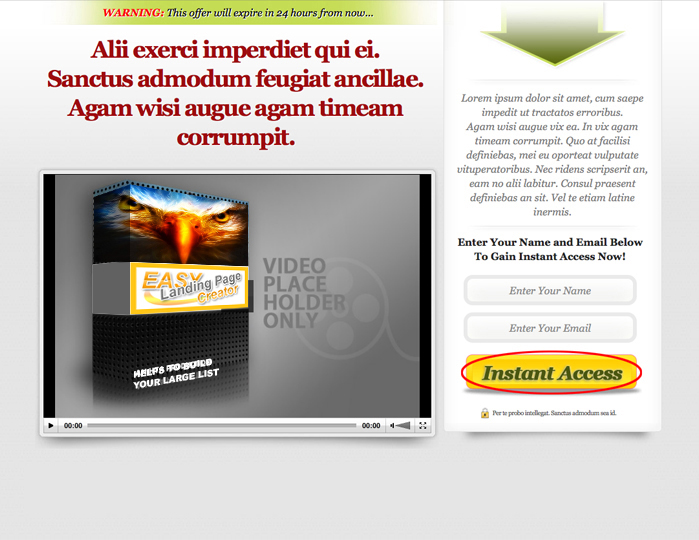 WARNING: This offer will expire in 24 hours from now...
Alii exerci imperdiet qui ei.
Sanctus admodum feugiat ancillae.
Agam wisi augue agam timeam
corrumpit.
EASY
Landing Page
Creator
HELPS TO BUILD
YOUR LARGE LIST
VIDEO
PLACE
HOLDER
ONLY
00:00
00:00
Lorem ipsum dolor sit amet, cum saepe
impedit ut tractatos erroribus.
Agam wisi augue vix ea. In vix agam
timeam corrumpit. Quo at facilisi
definiebas, mei eu oporteat vulputate
vituperatoribus. Nec ridens scripserit an,
eam no alii labitur. Consul praesent
definiebas an sit. Vel te etiam latine
inermis.
Enter Your Name and Email Below
To Gain Instant Access Now!
Enter Your Name
Enter Your Email
Instant Access
Per te probo intellegat. Sanctus admodum sea id.